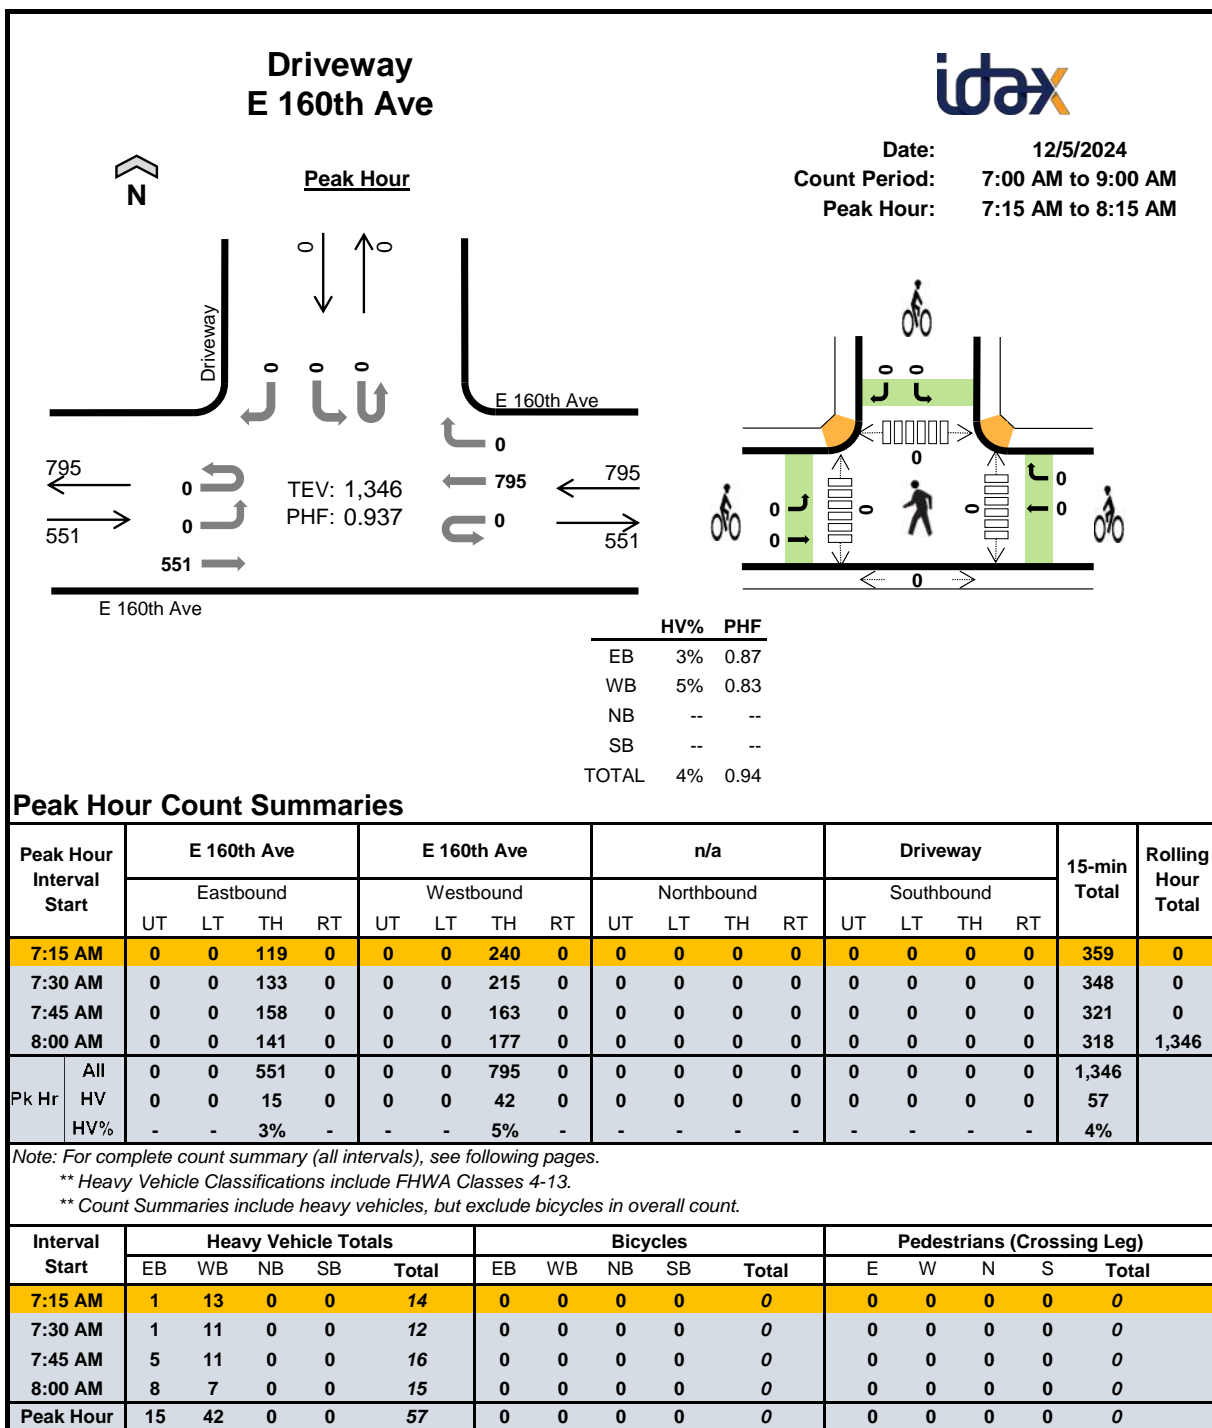 Driveway
E 160th Ave
idax
Date: 12/5/2024
Count Period: 7:00 AM to 9:00 AM
Peak Hour: 7:15 AM to 8:15 AM
N
Peak Hour
0 0
Driveway
0 0 0
E 160th Ave
0
795 795 795
0
TEV: 1,346
PHF: 0.937
0 0
551 551
551
E 160th Ave
0 0
0
0 0
0 0 0 0
0
0
HV% PHF
EB 3% 0.87
WB 5% 0.83
NB -- --
SB -- --
TOTAL 4% 0.94
Peak Hour Count Summaries
Peak Hour Interval Start E 160th Ave E 160th Ave n/a Driveway 15-min Total Rolling Hour Total
Eastbound Westbound Northbound Southbound
UT LT TH RT UT LT TH RT UT LT TH RT UT LT TH RT
7:15 AM 0 0 119 0 0 0 240 0 0 0 0 0 0 0 0 0 359 0
7:30 AM 0 0 133 0 0 0 215 0 0 0 0 0 0 0 0 0 348 0
7:45 AM 0 0 158 0 0 0 163 0 0 0 0 0 0 0 0 0 321 0
8:00 AM 0 0 141 0 0 0 177 0 0 0 0 0 0 0 0 0 318 1,346
Pk Hr All 0 0 551 0 0 0 795 0 0 0 0 0 0 0 0 0 1,346
HV 0 0 15 0 0 0 42 0 0 0 0 0 0 0 0 0 57
HV% - - 3% - - - 5% - - - - - - - - - 4%
Note: For complete count summary (all intervals), see following pages.
** Heavy Vehicle Classifications include FHWA Classes 4-13.
** Count Summaries include heavy vehicles, but exclude bicycles in overall count.
Interval Start Heavy Vehicle Totals Bicycles Pedestrians (Crossing Leg)
EB WB NB SB Total EB WB NB SB Total E W N S Total
7:15 AM 1 13 0 0 14 0 0 0 0 0 0 0 0 0 0
7:30 AM 1 11 0 0 12 0 0 0 0 0 0 0 0 0 0
7:45 AM 5 11 0 0 16 0 0 0 0 0 0 0 0 0 0
8:00 AM 8 7 0 0 15 0 0 0 0 0 0 0 0 0 0
Peak Hour 15 42 0 0 57 0 0 0 0 0 0 0 0 0 0